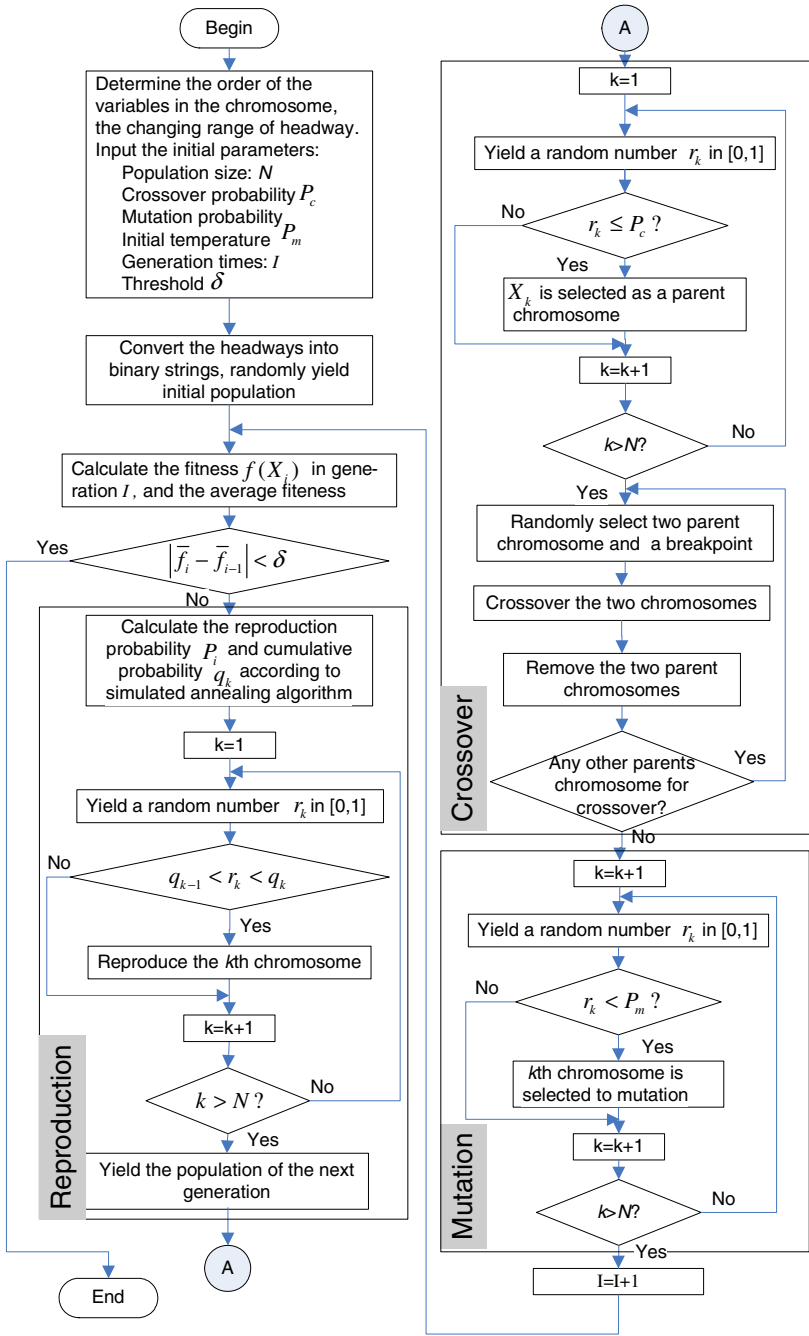 Begin
Determine the order of the
variables in the chromosome,
the changing range of headway.
Input the initial parameters:
Population size: N
Crossover probability P_c
Mutation probability
Initial temperature P_m
Generation times: I
Threshold δ
Convert the headways into
binary strings, randomly yield
initial population
Calculate the fitness f(X_i) in gene-
ration I, and the average fiteness
Yes
|f̄_i − f̄_{i−1}| < δ
No
Calculate the reproduction
probability P_i and cumulative
probability q_k according to
simulated annealing algorithm
k=1
Yield a random number r_k in [0,1]
No
q_{k−1} < r_k < q_k
Yes
Reproduce the kth chromosome
k=k+1
k > N ?
No
Yes
Yield the population of the next
generation
Reproduction
A
End
A
k=1
Yield a random number r_k in [0,1]
No
r_k ≤ P_c ?
Yes
X_k is selected as a parent
chromosome
k=k+1
k>N?
No
Yes
Randomly select two parent
chromosome and a breakpoint
Crossover the two chromosomes
Remove the two parent
chromosomes
Any other parents
chromosome for
crossover?
Yes
No
Crossover
k=k+1
Yield a random number r_k in [0,1]
No
r_k < P_m ?
Yes
kth chromosome is
selected to mutation
k=k+1
k>N?
No
Yes
Mutation
I=I+1